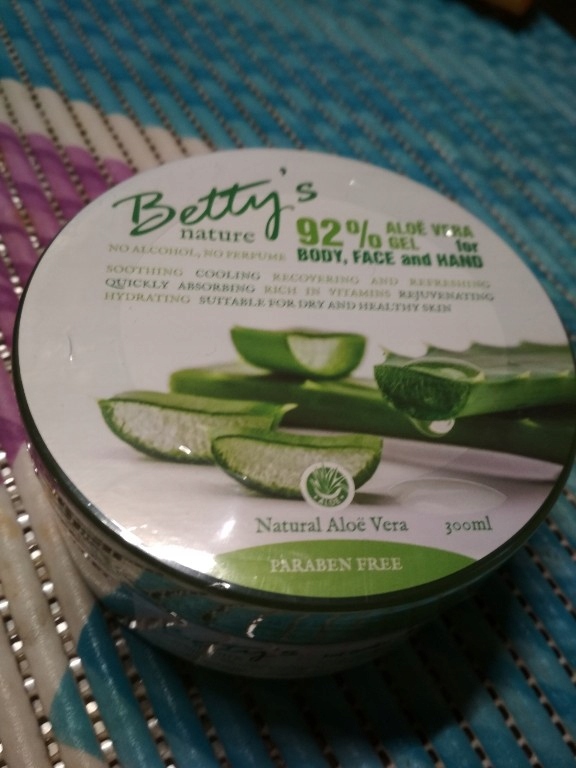 Betty's
nature
NO ALCOHOL, NO PERFUME
92% ALOË VERA
GEL for
BODY, FACE and HAND
SOOTHING COOLING RECOVERING AND REFRESHING
QUICKLY ABSORBING RICH IN VITAMINS REJUVENATING
HYDRATING SUITABLE FOR DRY AND HEALTHY SKIN
ALOE
Natural Aloë Vera 300ml
PARABEN FREE